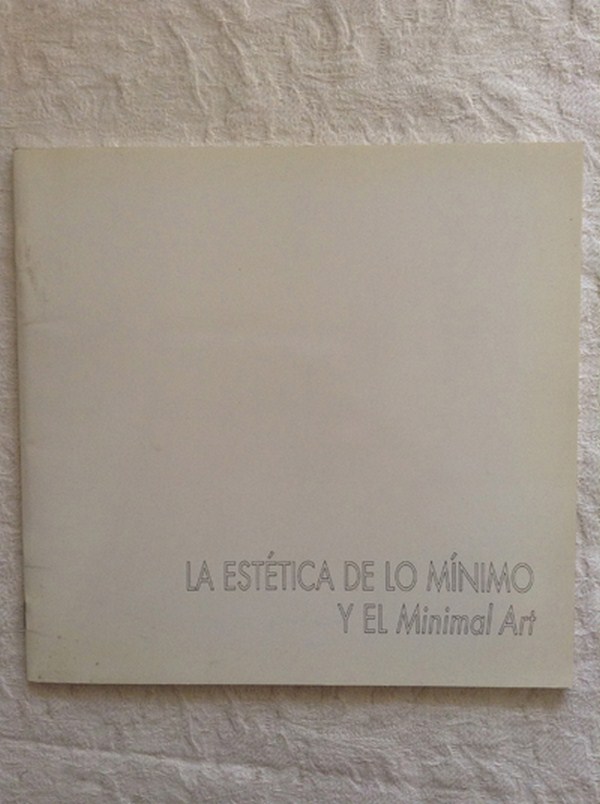 LA ESTÉTICA DE LO MÍNIMO
Y EL Minimal Art